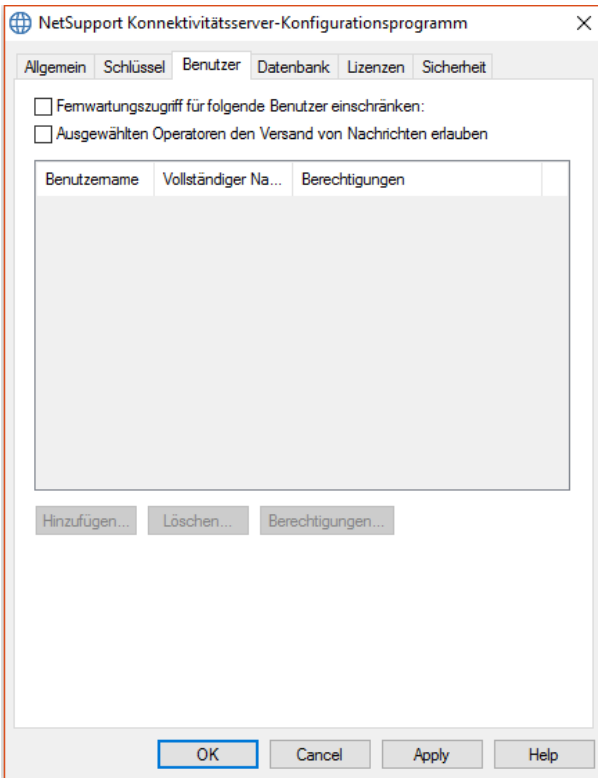 NetSupport Konnektivitätsserver-Konfigurationsprogramm
Allgemein Schlüssel Benutzer Datenbank Lizenzen Sicherheit
Fernwartungszugriff für folgende Benutzer einschränken:
Ausgewählten Operatoren den Versand von Nachrichten erlauben
Benutzername Vollständiger Na... Berechtigungen
Hinzufügen... Löschen... Berechtigungen...
OK Cancel Apply Help